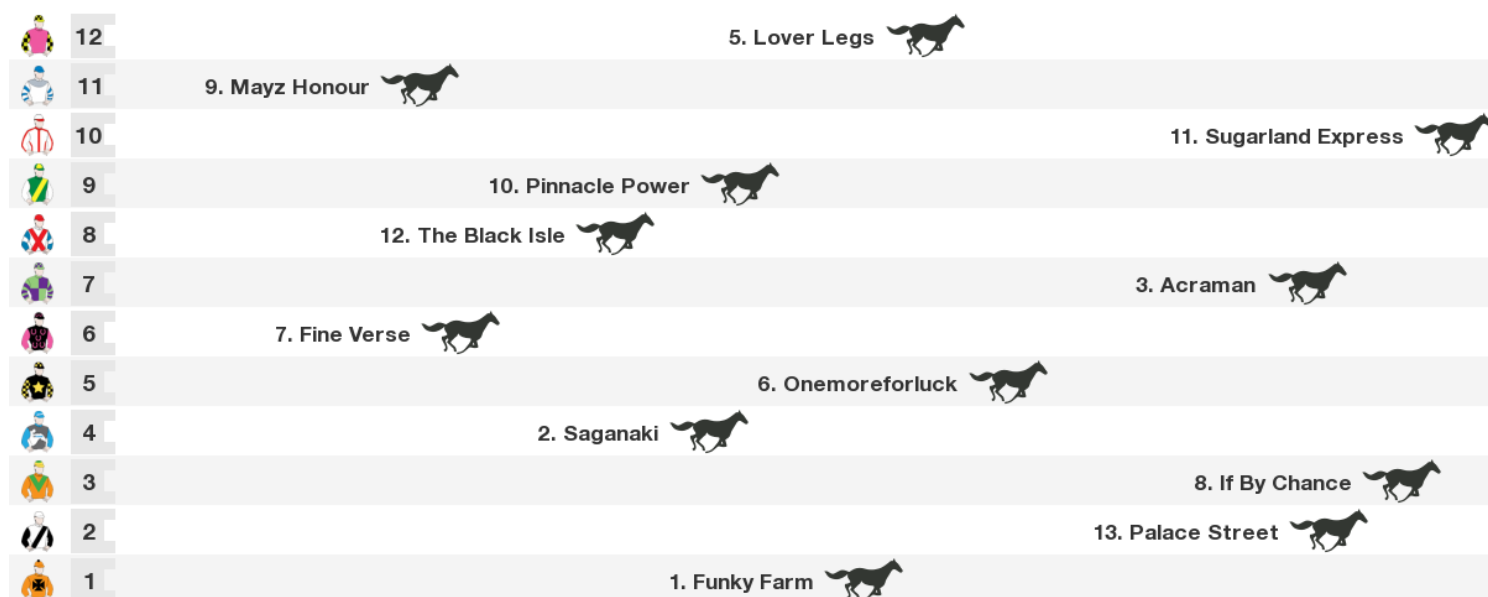 12 5. Lover Legs
11 9. Mayz Honour
10 11. Sugarland Express
9 10. Pinnacle Power
8 12. The Black Isle
7 3. Acraman
6 7. Fine Verse
5 6. Onemoreforluck
4 2. Saganaki
3 8. If By Chance
2 13. Palace Street
1 1. Funky Farm